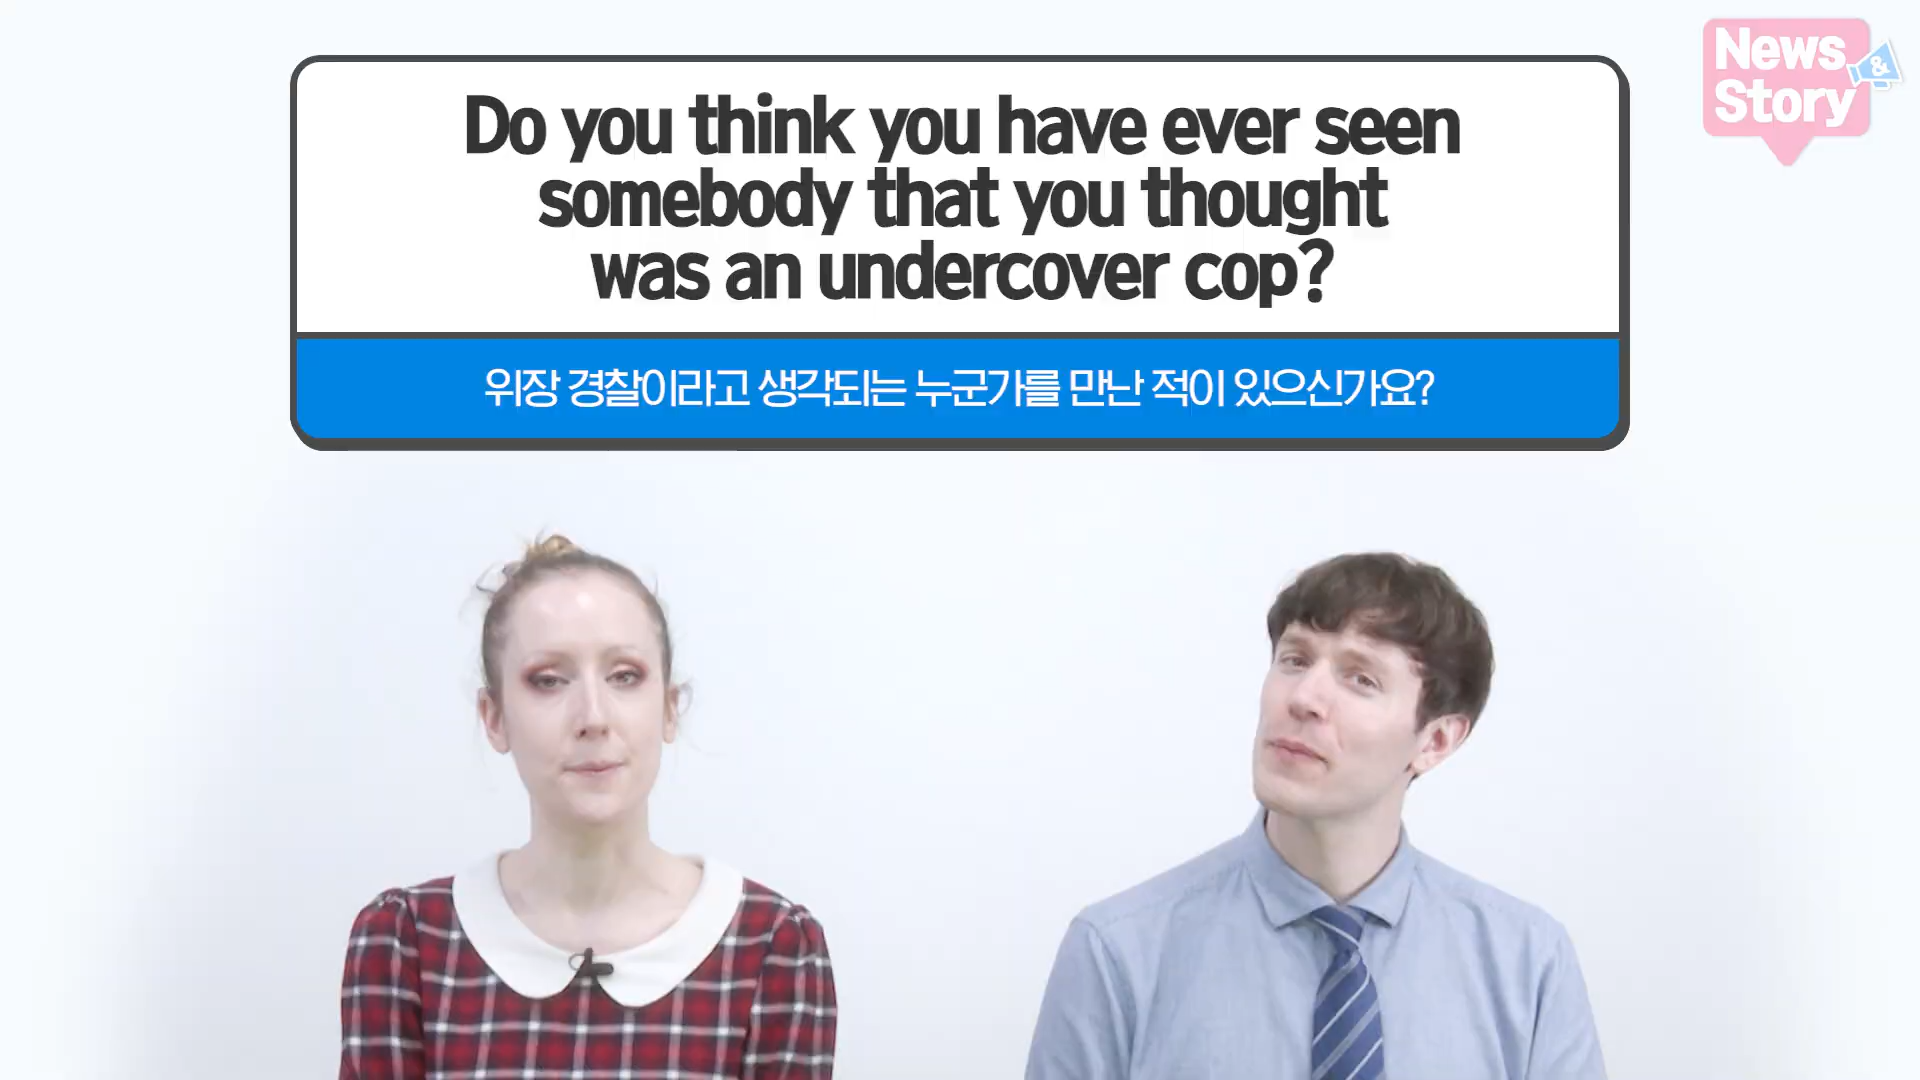 Do you think you have ever seen
somebody that you thought
was an undercover cop?
위장 경찰이라고 생각되는 누군가를 만난 적이 있으신가요?
News
&
Story